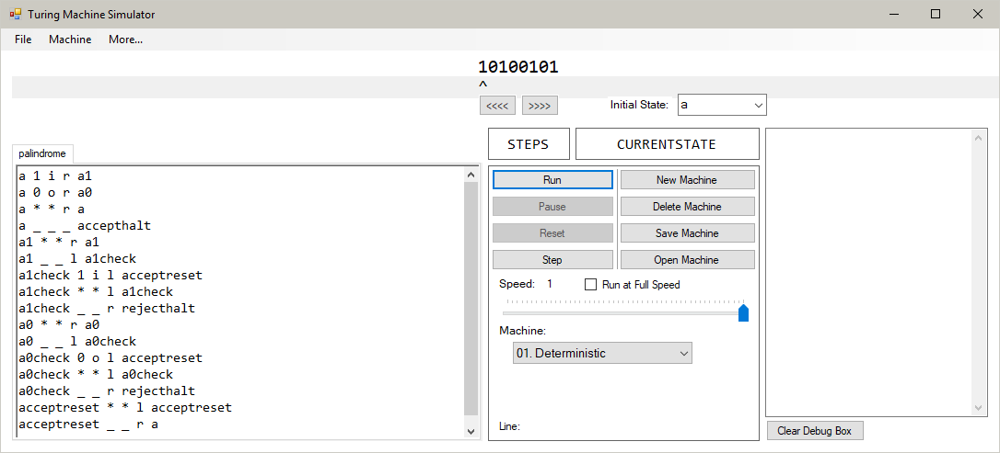 Turing Machine Simulator
File Machine More...
10100101
^
<<<< >>>> Initial State: a
palindrome
a 1 i r a1
a 0 o r a0
a * * r a
a _ _ _ accepthalt
a1 * * r a1
a1 _ _ l a1check
a1check 1 i l acceptreset
a1check * * l a1check
a1check _ _ r rejecthalt
a0 * * r a0
a0 _ _ l a0check
a0check 0 o l acceptreset
a0check * * l a0check
a0check _ _ r rejecthalt
acceptreset * * l acceptreset
acceptreset _ _ r a
STEPS CURRENTSTATE
Run New Machine
Pause Delete Machine
Reset Save Machine
Step Open Machine
Speed: 1 Run at Full Speed
Machine:
01. Deterministic
Line:
Clear Debug Box